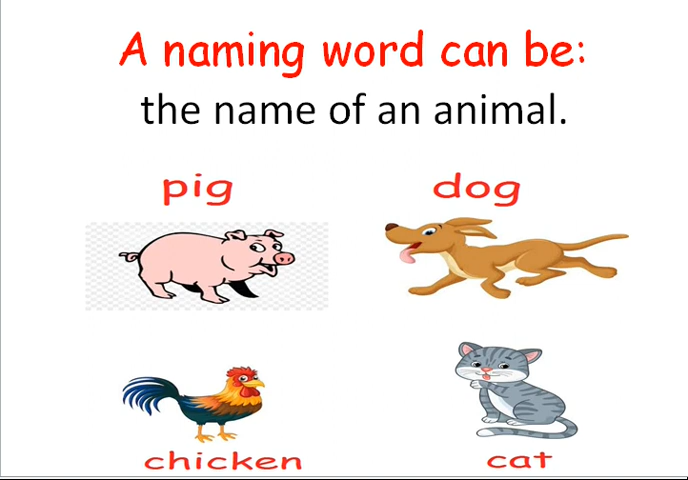 A naming word can be:
the name of an animal.
pig
dog
chicken
cat